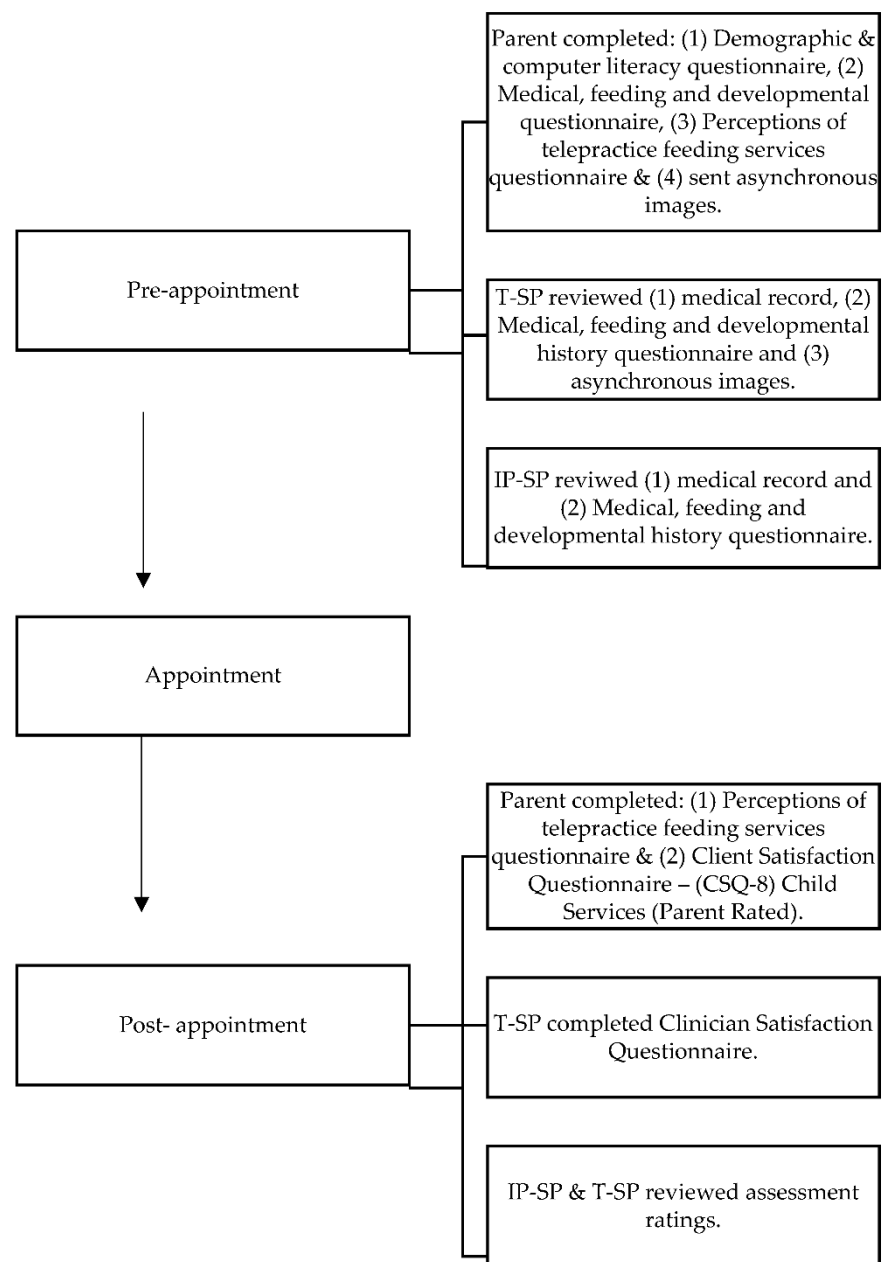 Parent completed: (1) Demographic &
computer literacy questionnaire, (2)
Medical, feeding and developmental
questionnaire, (3) Perceptions of
telepractice feeding services
questionnaire & (4) sent asynchronous
images.
Pre-appointment
T-SP reviewed (1) medical record, (2)
Medical, feeding and developmental
history questionnaire and (3)
asynchronous images.
IP-SP reviwed (1) medical record and
(2) Medical, feeding and
developmental history questionnaire.
Appointment
Parent completed: (1) Perceptions of
telepractice feeding services
questionnaire & (2) Client Satisfaction
Questionnaire – (CSQ-8) Child
Services (Parent Rated).
Post- appointment
T-SP completed Clinician Satisfaction
Questionnaire.
IP-SP & T-SP reviewed assessment
ratings.